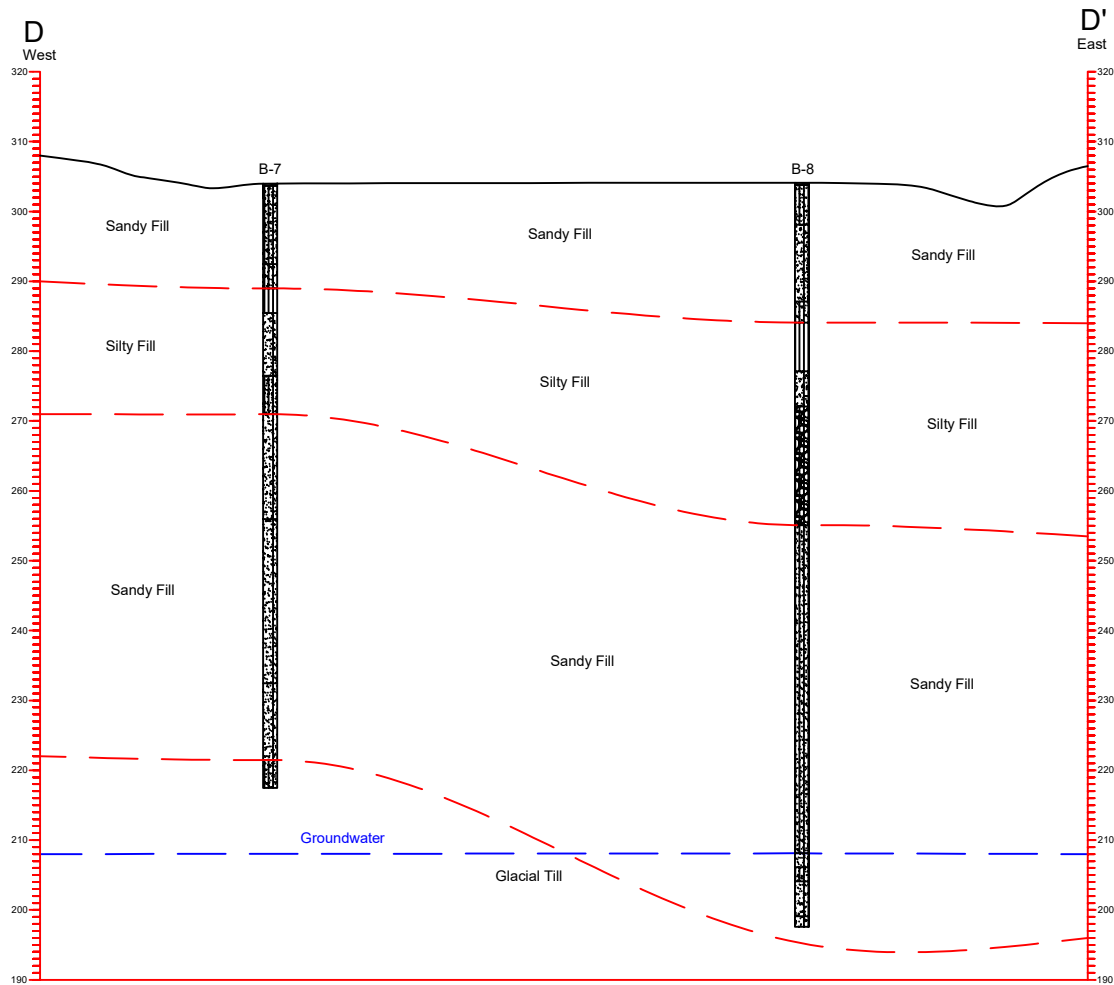 D
West
D'
East
320
320
310
310
B-7
B-8
300
300
Sandy Fill
Sandy Fill
Sandy Fill
290
290
Silty Fill
280
280
Silty Fill
270
270
Silty Fill
260
260
250
250
Sandy Fill
240
240
Sandy Fill
Sandy Fill
230
230
220
220
210
210
Groundwater
Glacial Till
200
200
190
190